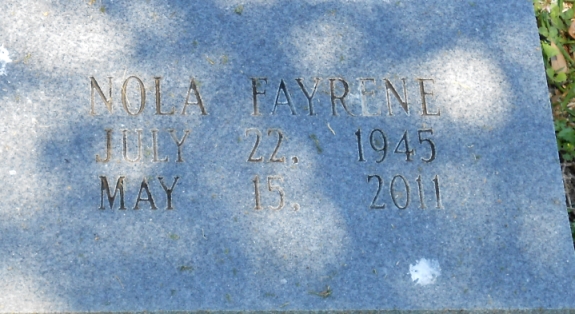 NOLA FAYRENE
JULY 22, 1945
MAY 15, 2011